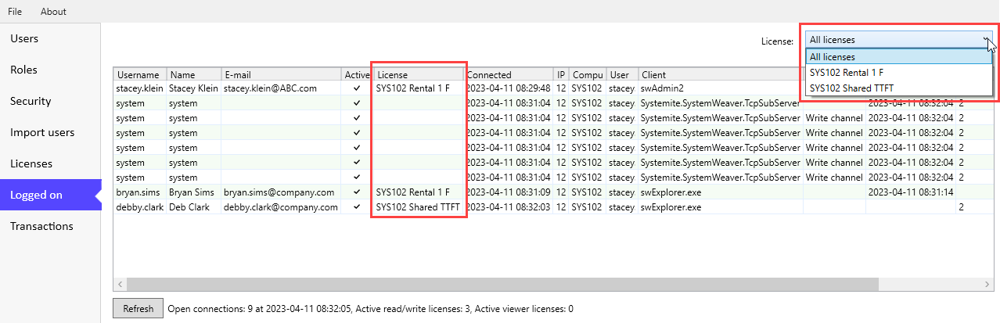 File About
Users
Roles
Security
Import users
Licenses
Logged on
Transactions
License: All licenses
All licenses
SYS102 Rental 1 F
SYS102 Shared TTFT
Username Name E-mail Active License Connected IP Compu User Client
stacey.klein Stacey Klein stacey.klein@ABC.com SYS102 Rental 1 F 2023-04-11 08:29:48 12 SYS102 stacey swAdmin2
system system 2023-04-11 08:31:04 12 SYS102 stacey Systemite.SystemWeaver.TcpSubServer 2023-04-11 08:32:04 2
system system 2023-04-11 08:31:04 12 SYS102 stacey Systemite.SystemWeaver.TcpSubServer Write channel 2023-04-11 08:32:04 2
system system 2023-04-11 08:31:04 12 SYS102 stacey Systemite.SystemWeaver.TcpSubServer Write channel 2023-04-11 08:32:04 2
system system 2023-04-11 08:31:04 12 SYS102 stacey Systemite.SystemWeaver.TcpSubServer Write channel 2023-04-11 08:32:04 2
system system 2023-04-11 08:31:04 12 SYS102 stacey Systemite.SystemWeaver.TcpSubServer Write channel 2023-04-11 08:32:04 2
system system 2023-04-11 08:31:04 12 SYS102 stacey Systemite.SystemWeaver.TcpSubServer Write channel 2023-04-11 08:32:04 2
bryan.sims Bryan Sims bryan.sims@company.com SYS102 Rental 1 F 2023-04-11 08:31:09 12 SYS102 stacey swExplorer.exe 2023-04-11 08:31:14
debby.clark Deb Clark debby.clark@company.com SYS102 Shared TTFT 2023-04-11 08:32:03 12 SYS102 stacey swExplorer.exe 2
Refresh Open connections: 9 at 2023-04-11 08:32:05, Active read/write licenses: 3, Active viewer licenses: 0